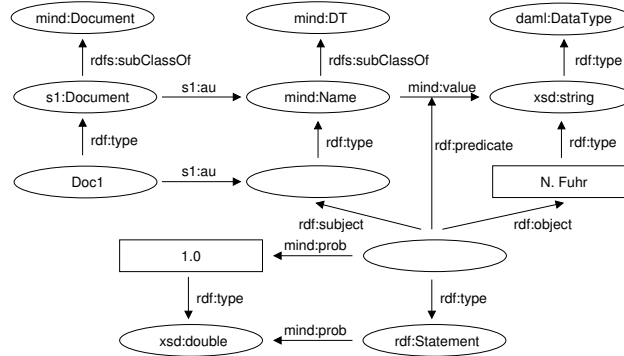 mind:Document
mind:DT
daml:DataType
rdfs:subClassOf
rdfs:subClassOf
rdf:type
s1:Document
s1:au
mind:Name
mind:value
xsd:string
rdf:type
rdf:type
rdf:predicate
rdf:type
Doc1
s1:au
N. Fuhr
rdf:subject
rdf:object
1.0
mind:prob
rdf:type
rdf:type
xsd:double
mind:prob
rdf:Statement